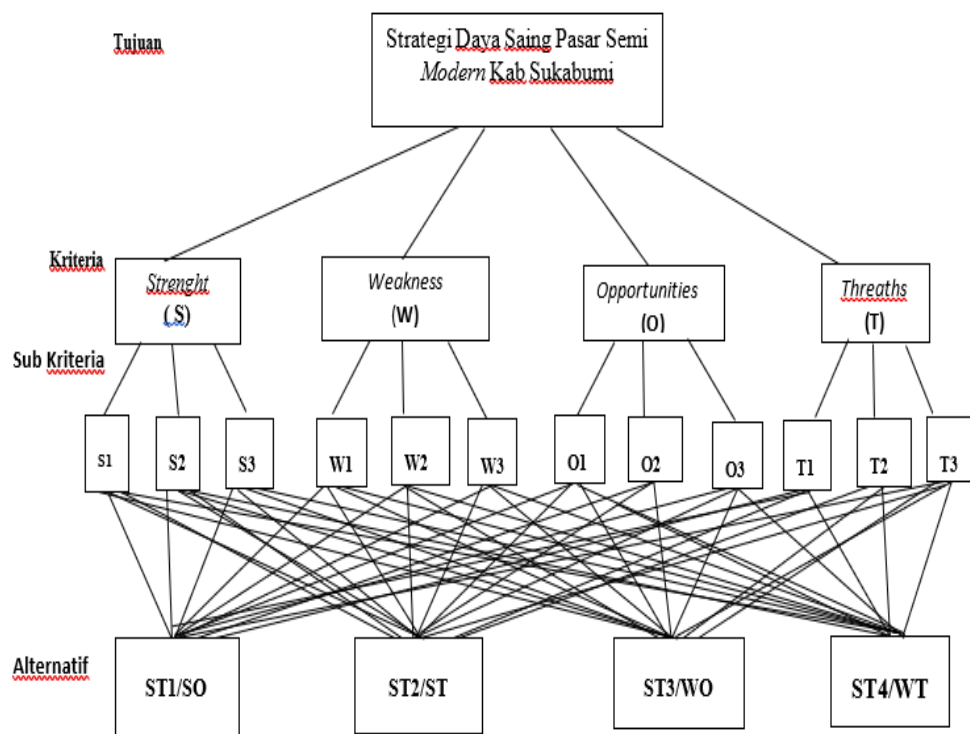 Tujuan
Strategi Daya Saing Pasar Semi
Modern Kab Sukabumi
Kriteria
Strenght
( S)
Weakness
(W)
Opportunities
(O)
Threaths
(T)
Sub Kriteria
S1
S2
S3
W1
W2
W3
O1
O2
O3
T1
T2
T3
Alternatif
ST1/SO
ST2/ST
ST3/WO
ST4/WT